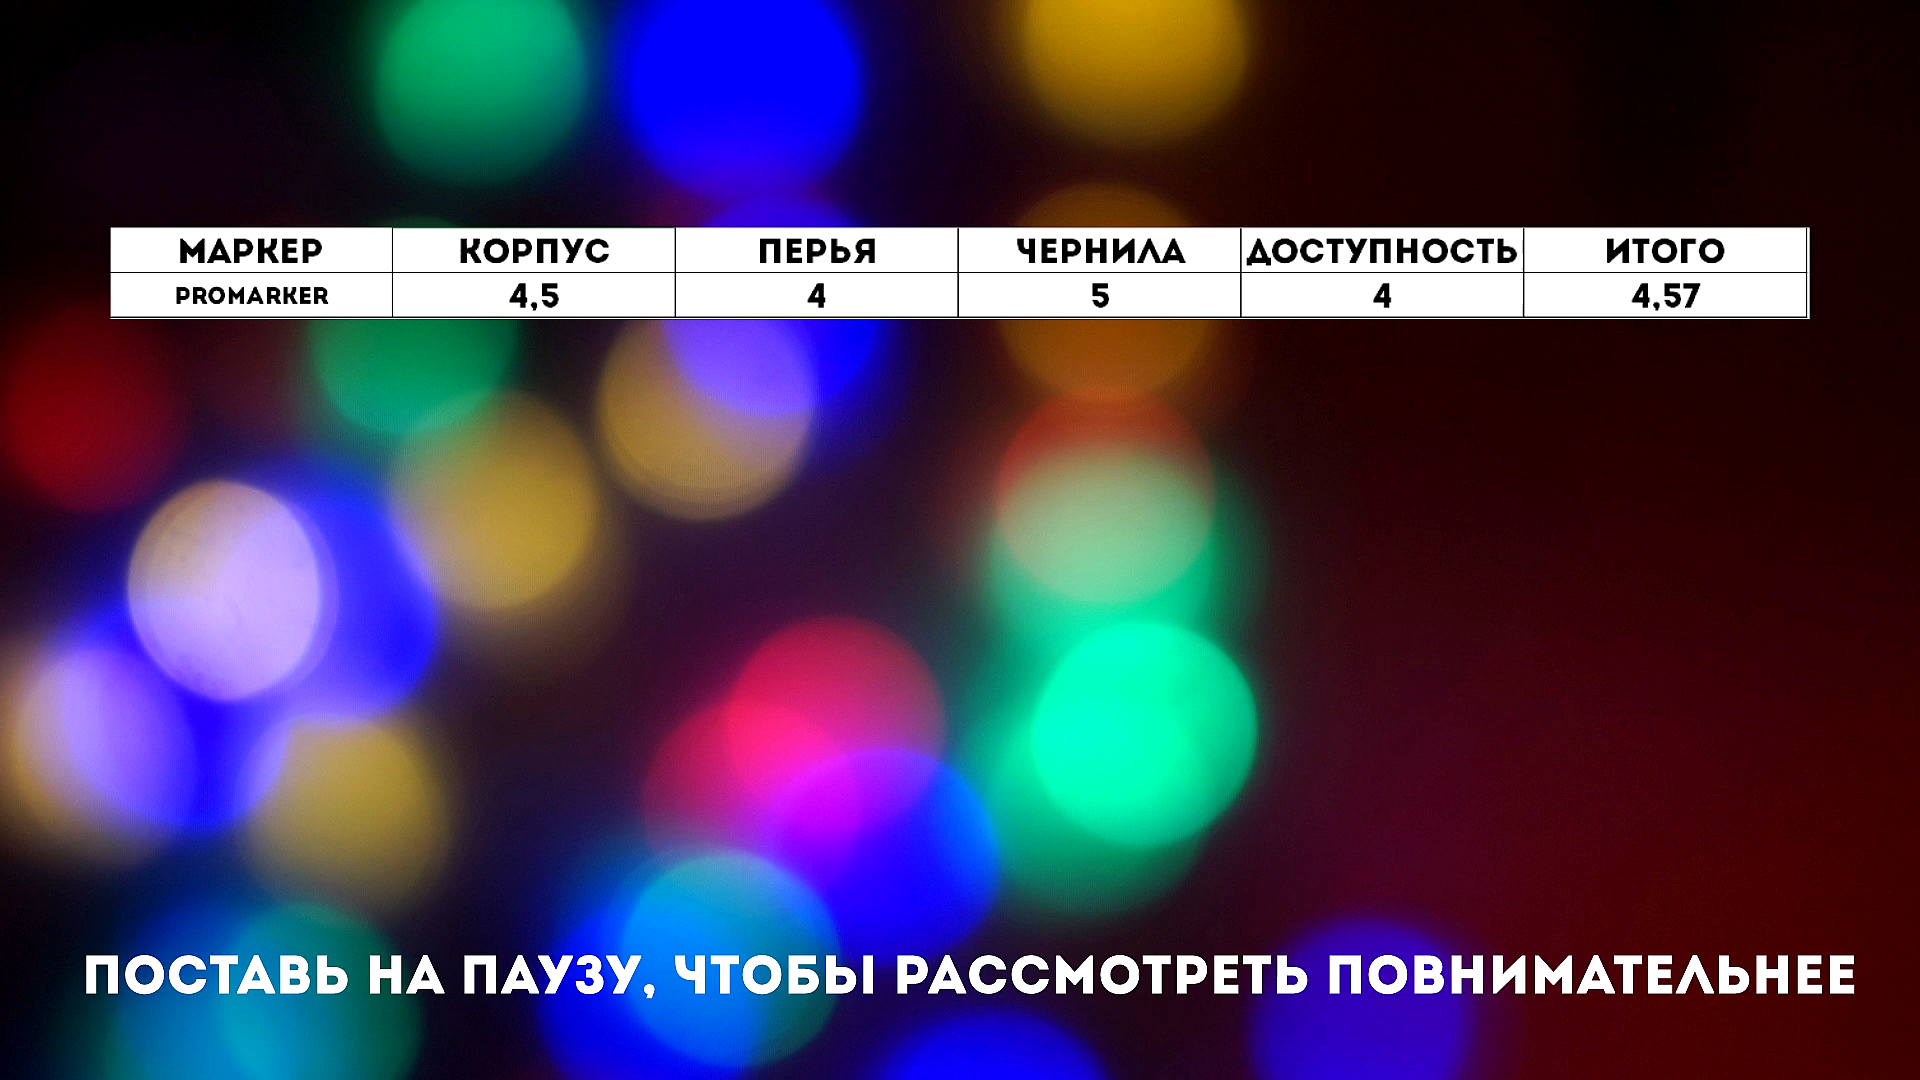 МАРКЕР КОРПУС ПЕРЬЯ ЧЕРНИЛА ДОСТУПНОСТЬ ИТОГО
PROMARKER 4,5 4 5 4 4,57
ПОСТАВЬ НА ПАУЗУ, ЧТОБЫ РАССМОТРЕТЬ ПОВНИМАТЕЛЬНЕЕ